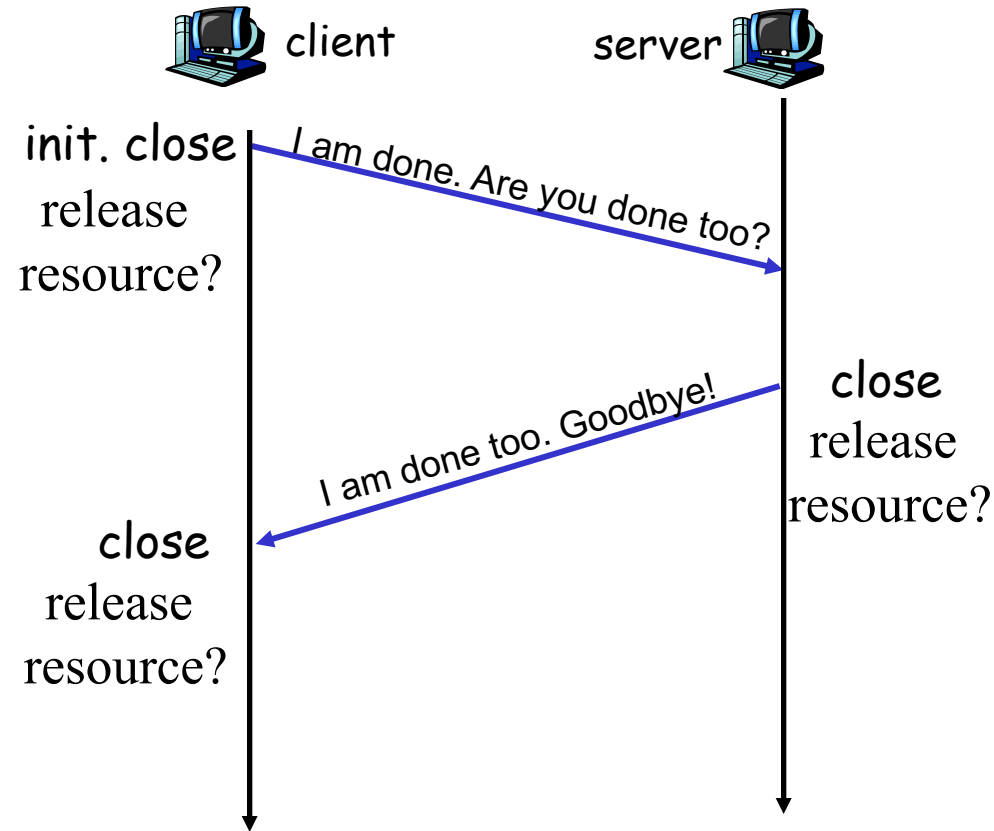 client
server
init. close
release
resource?
I am done. Are you done too?
close
release
resource?
I am done too. Goodbye!
close
release
resource?